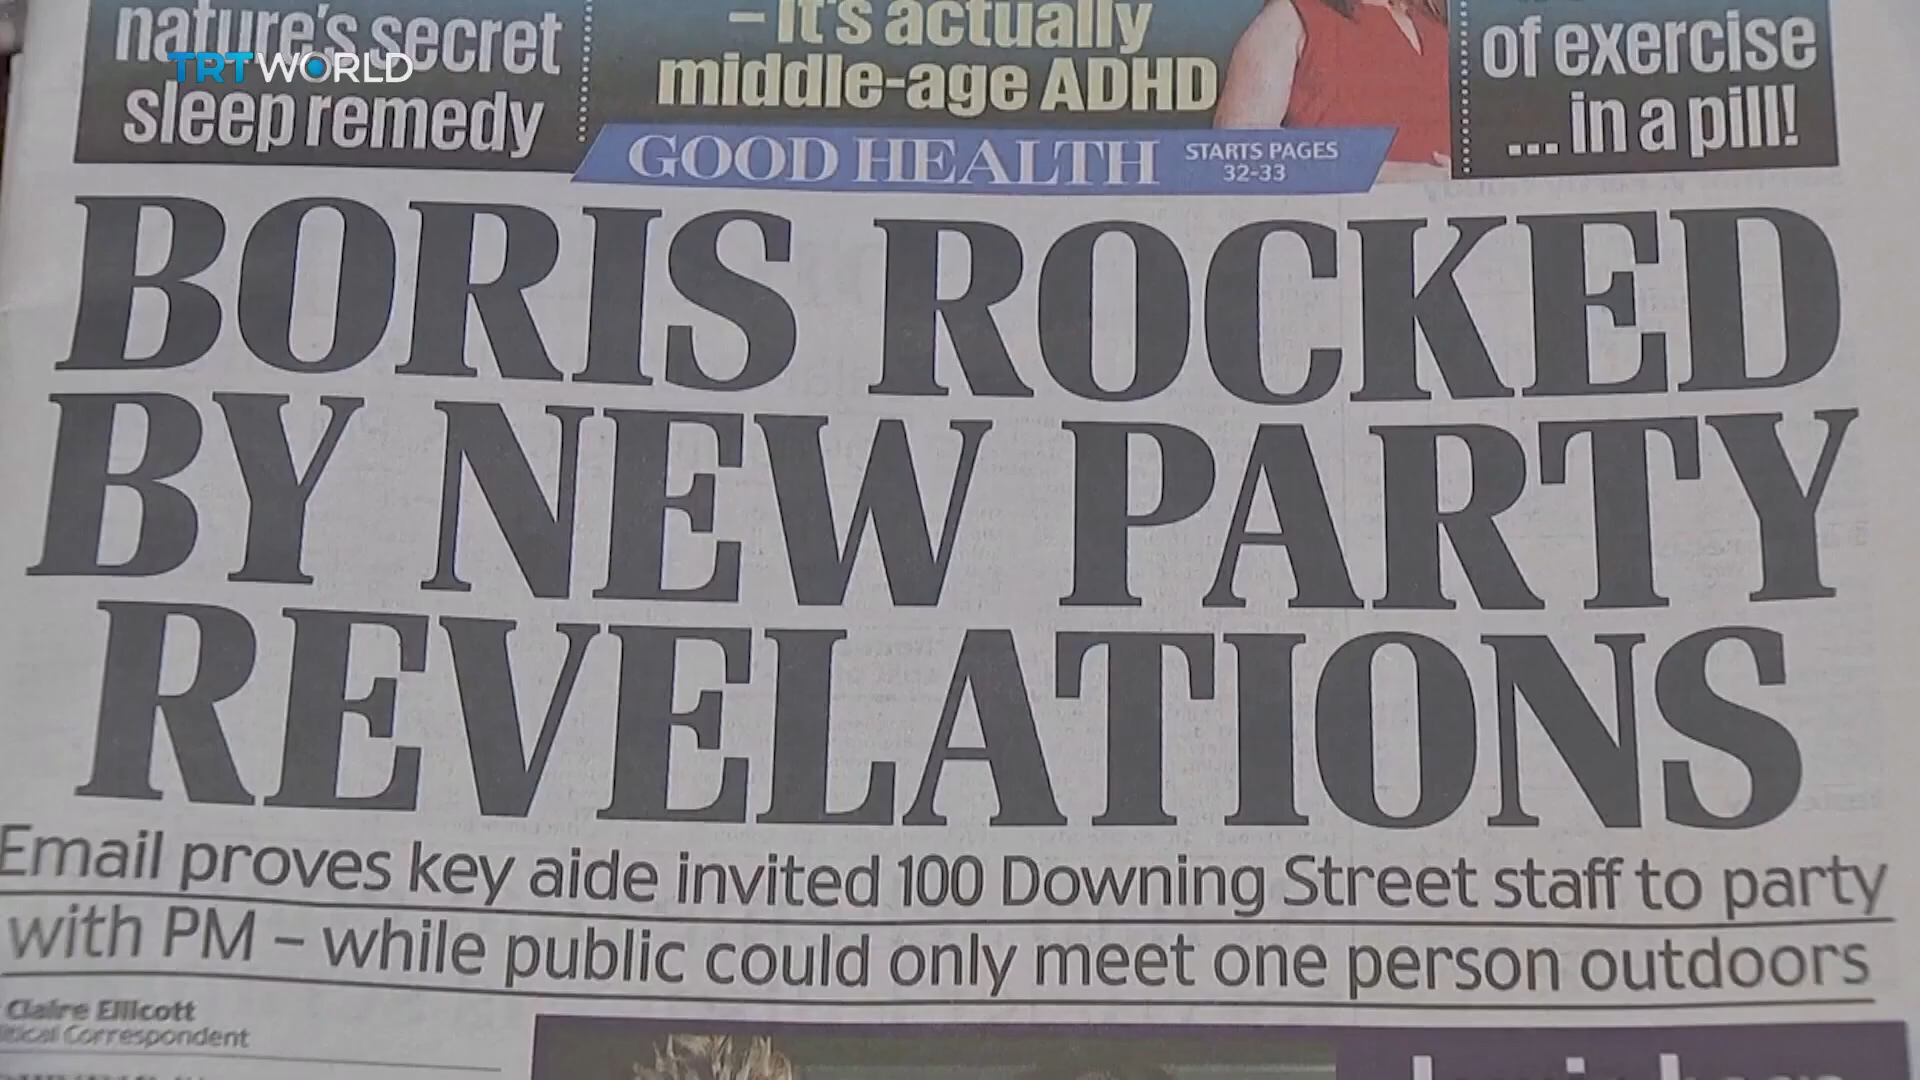 nature's secret
sleep remedy
TRT WORLD
– It's actually
middle-age ADHD
of exercise
... in a pill!
GOOD HEALTH
STARTS PAGES
32-33
BORIS ROCKED
BY NEW PARTY
REVELATIONS
Email proves key aide invited 100 Downing Street staff to party
with PM – while public could only meet one person outdoors
Claire Ellicott
Correspondent